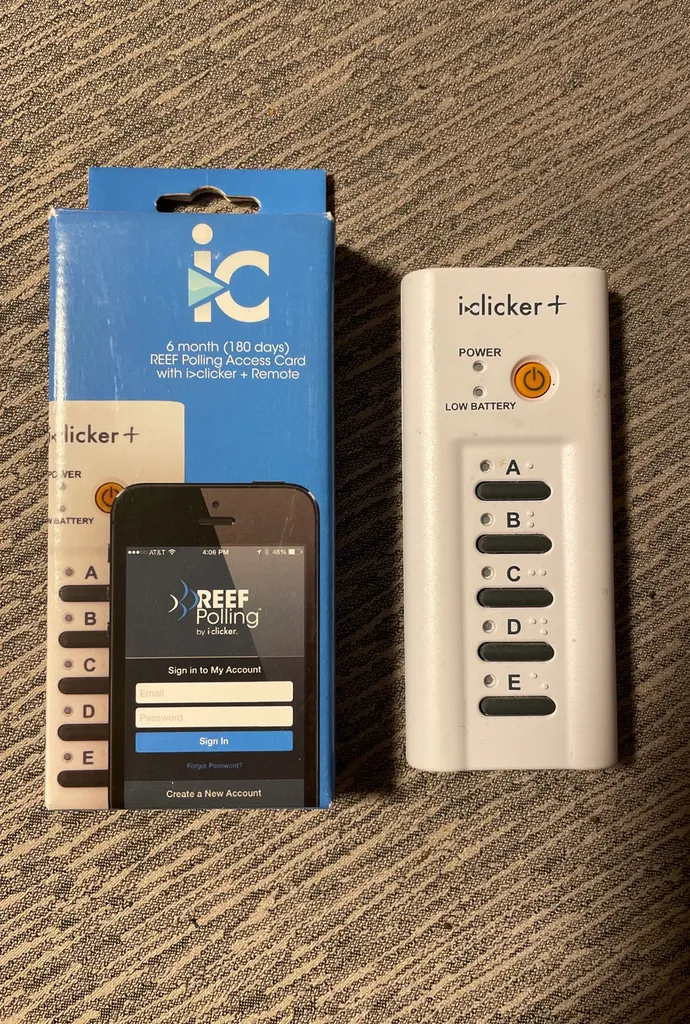 ic
6 month (180 days)
REEF Polling Access Card
with i>clicker + Remote
licker +
POWER
LOW BATTERY
A
B
C
D
E
AT&T 4:06 PM 48%
REEF
Polling™
by i>clicker.
Sign in to My Account
Email
Password
Sign In
Forgot Password?
Create a New Account
i>clicker +
POWER
LOW BATTERY
A
B
C
D
E